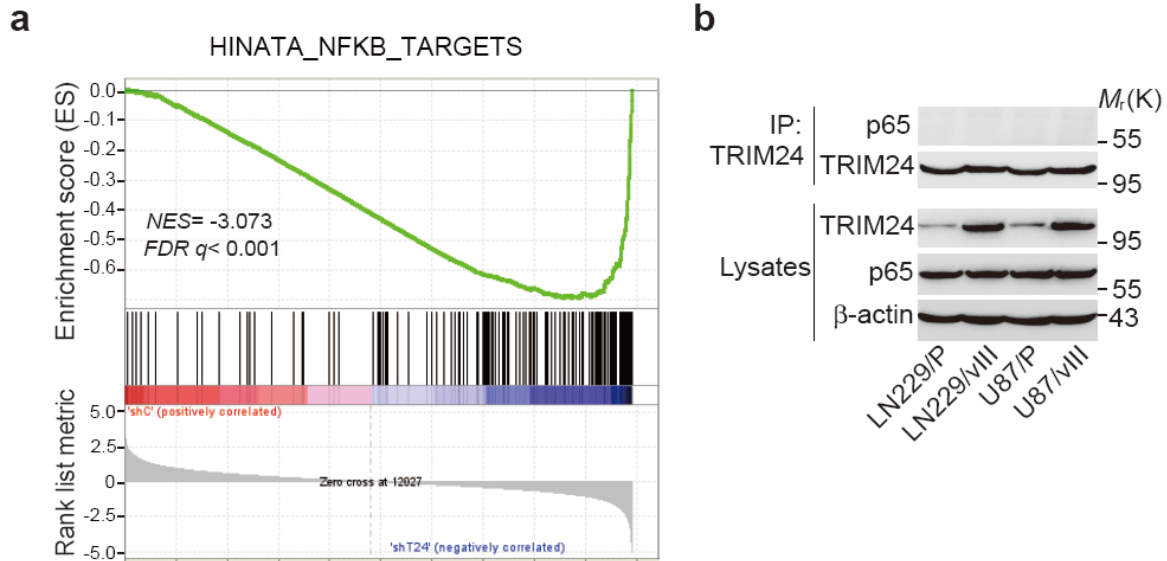 a
HINATA_NFKB_TARGETS
Enrichment score (ES)
0.0
-0.1
-0.2
-0.3
-0.4
-0.5
-0.6
NES= -3.073
FDR q< 0.001
'shC' (positively correlated)
Rank list metric
5.0
2.5
0
-2.5
-5.0
Zero cross at 12027
'shT24' (negatively correlated)
b
Mr(K)
IP:
TRIM24
p65
55
TRIM24
95
Lysates
TRIM24
95
p65
55
β-actin
43
LN229/P
LN229/vIII
U87/P
U87/vIII